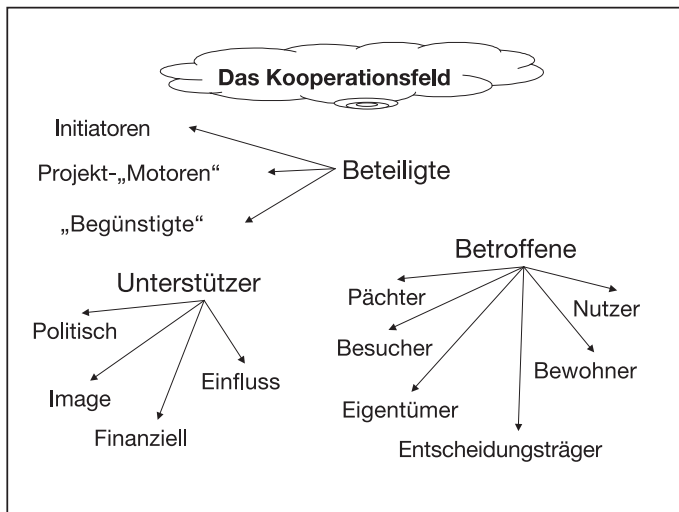 Das Kooperationsfeld
Initiatoren
Projekt-„Motoren“
Beteiligte
„Begünstigte“
Betroffene
Unterstützer
Pächter
Nutzer
Politisch
Besucher
Bewohner
Einfluss
Image
Eigentümer
Finanziell
Entscheidungsträger